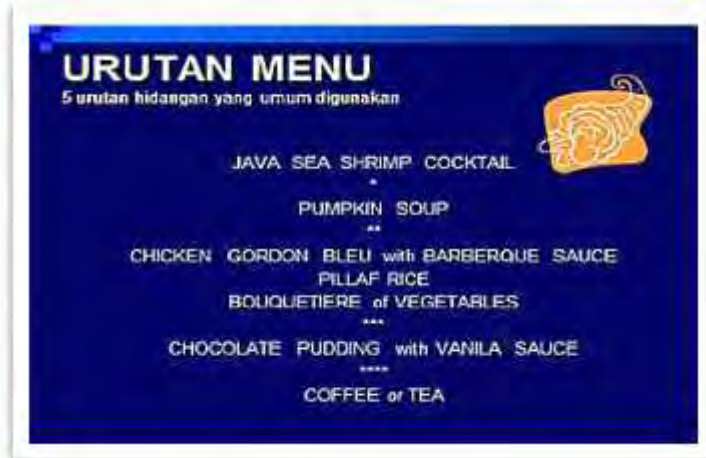 URUTAN MENU
5 urutan hidangan yang umum digunakan
JAVA SEA SHRIMP COCKTAIL
*
PUMPKIN SOUP
**
CHICKEN GORDON BLEU with BARBERQUE SAUCE
PILLAF RICE
BOUQUETIERE of VEGETABLES
***
CHOCOLATE PUDDING with VANILA SAUCE
****
COFFEE or TEA